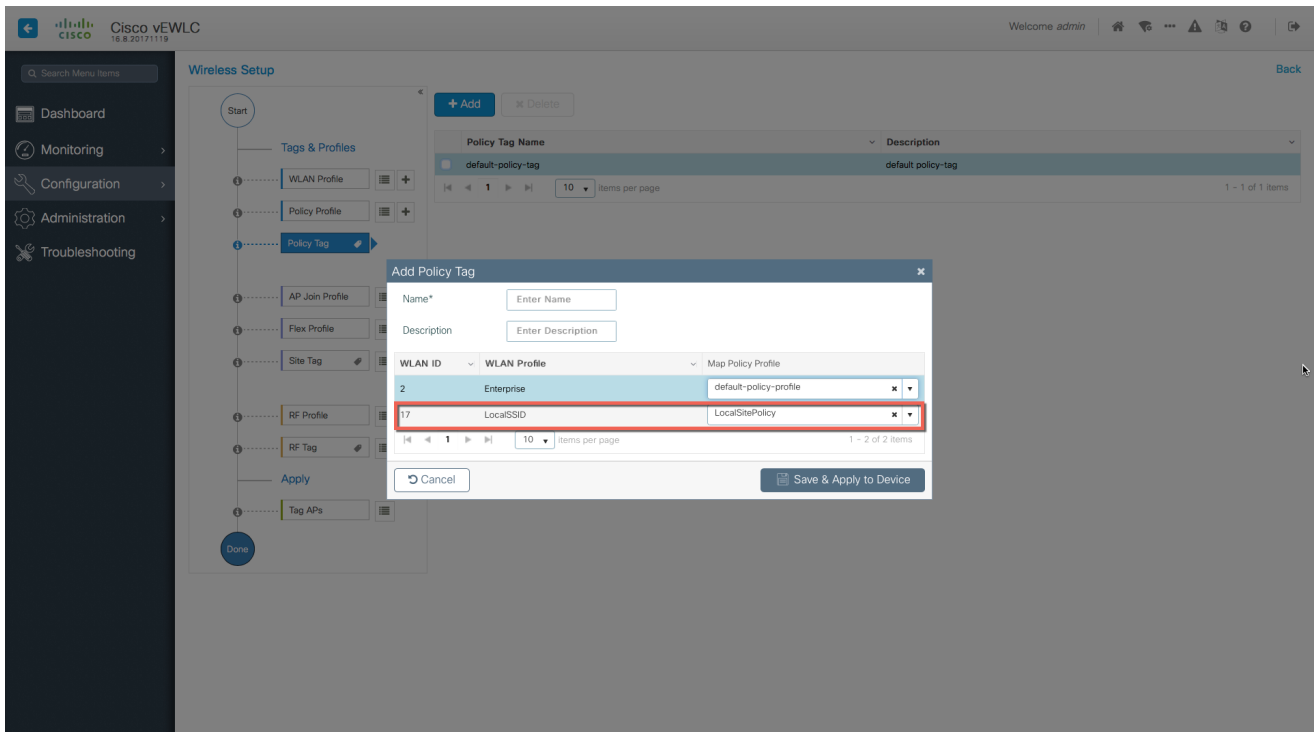 CISCO Cisco vEWLC
16.8.20171119
Welcome admin
Search Menu Items
Dashboard
Monitoring
Configuration
Administration
Troubleshooting
Wireless Setup
Back
Start
Tags & Profiles
WLAN Profile
Policy Profile
Policy Tag
AP Join Profile
Flex Profile
Site Tag
RF Profile
RF Tag
Apply
Tag APs
Done
+ Add ✖ Delete
Policy Tag Name Description
default-policy-tag default policy-tag
1 10 items per page 1 - 1 of 1 items
Add Policy Tag
Name* Enter Name
Description Enter Description
WLAN ID WLAN Profile Map Policy Profile
2 Enterprise default-policy-profile
17 LocalSSID LocalSitePolicy
1 10 items per page 1 - 2 of 2 items
Cancel Save & Apply to Device